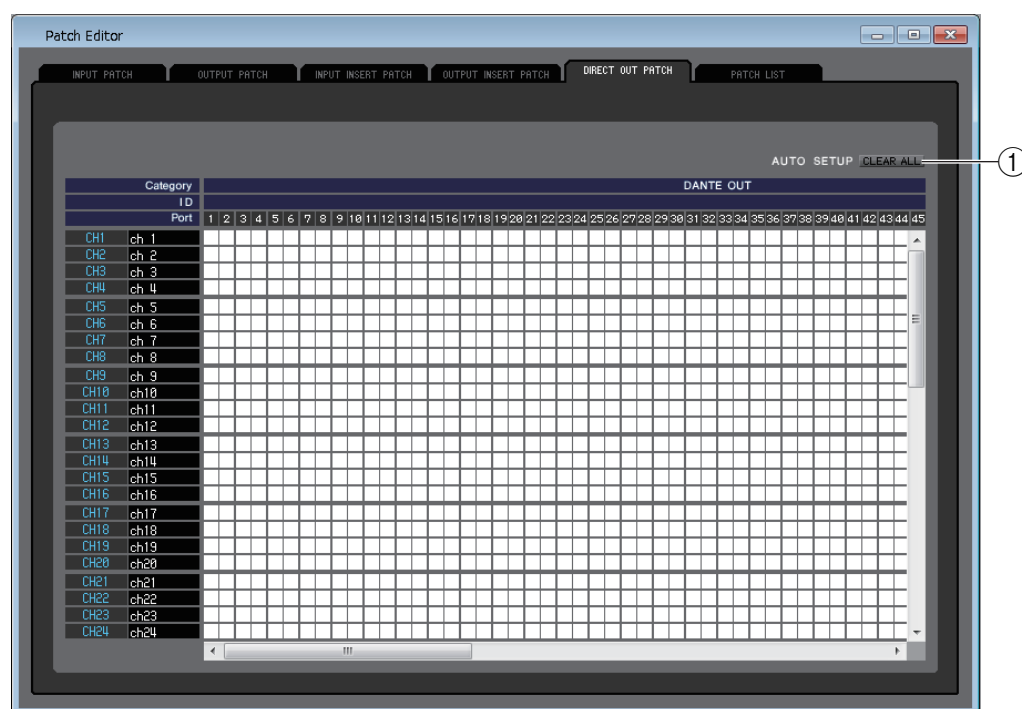 Patch Editor
INPUT PATCH OUTPUT PATCH INPUT INSERT PATCH OUTPUT INSERT PATCH DIRECT OUT PATCH PATCH LIST
AUTO SETUP CLEAR ALL 1
Category DANTE OUT
ID
Port 1 2 3 4 5 6 7 8 9 10 11 12 13 14 15 16 17 18 19 20 21 22 23 24 25 26 27 28 29 30 31 32 33 34 35 36 37 38 39 40 41 42 43 44 45
CH1 ch 1
CH2 ch 2
CH3 ch 3
CH4 ch 4
CH5 ch 5
CH6 ch 6
CH7 ch 7
CH8 ch 8
CH9 ch 9
CH10 ch10
CH11 ch11
CH12 ch12
CH13 ch13
CH14 ch14
CH15 ch15
CH16 ch16
CH17 ch17
CH18 ch18
CH19 ch19
CH20 ch20
CH21 ch21
CH22 ch22
CH23 ch23
CH24 ch24